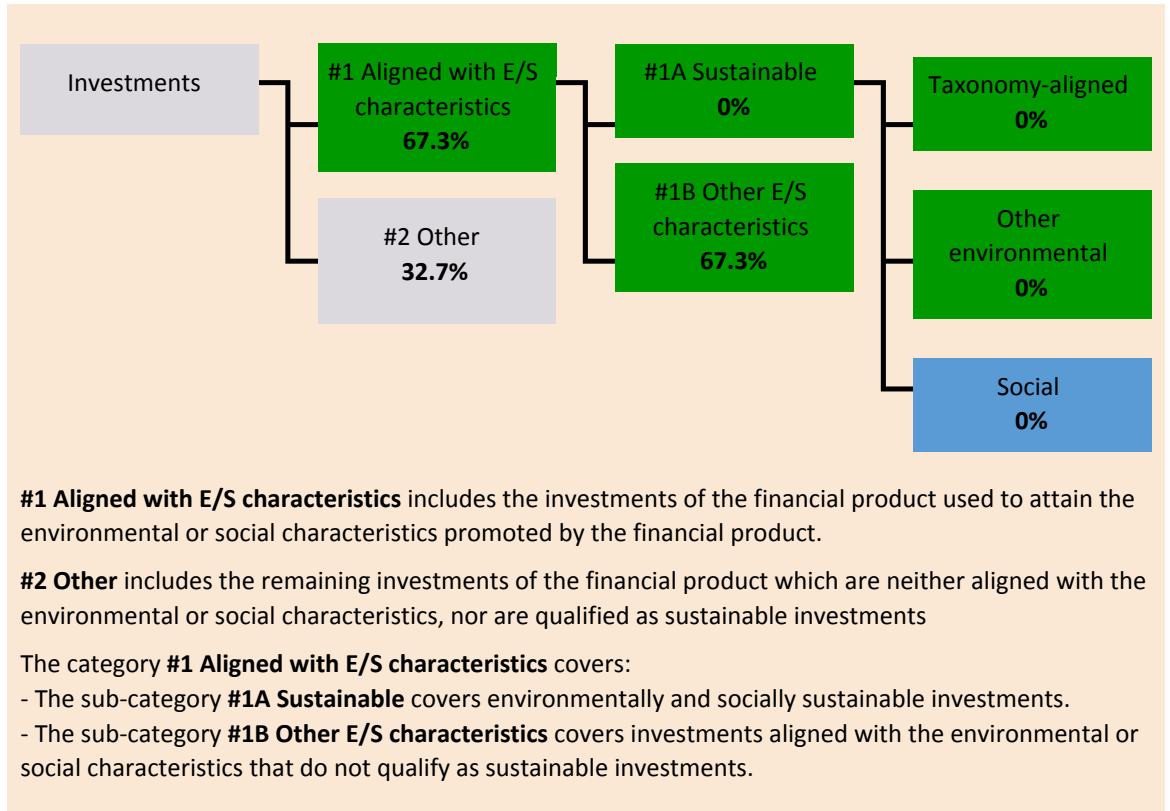 Investments
#1 Aligned with E/S
characteristics
67.3%
#2 Other
32.7%
#1A Sustainable
0%
#1B Other E/S
characteristics
67.3%
Taxonomy-aligned
0%
Other
environmental
0%
Social
0%
#1 Aligned with E/S characteristics includes the investments of the financial product used to attain the
environmental or social characteristics promoted by the financial product.
#2 Other includes the remaining investments of the financial product which are neither aligned with the
environmental or social characteristics, nor are qualified as sustainable investments
The category #1 Aligned with E/S characteristics covers:
- The sub-category #1A Sustainable covers environmentally and socially sustainable investments.
- The sub-category #1B Other E/S characteristics covers investments aligned with the environmental or
social characteristics that do not qualify as sustainable investments.